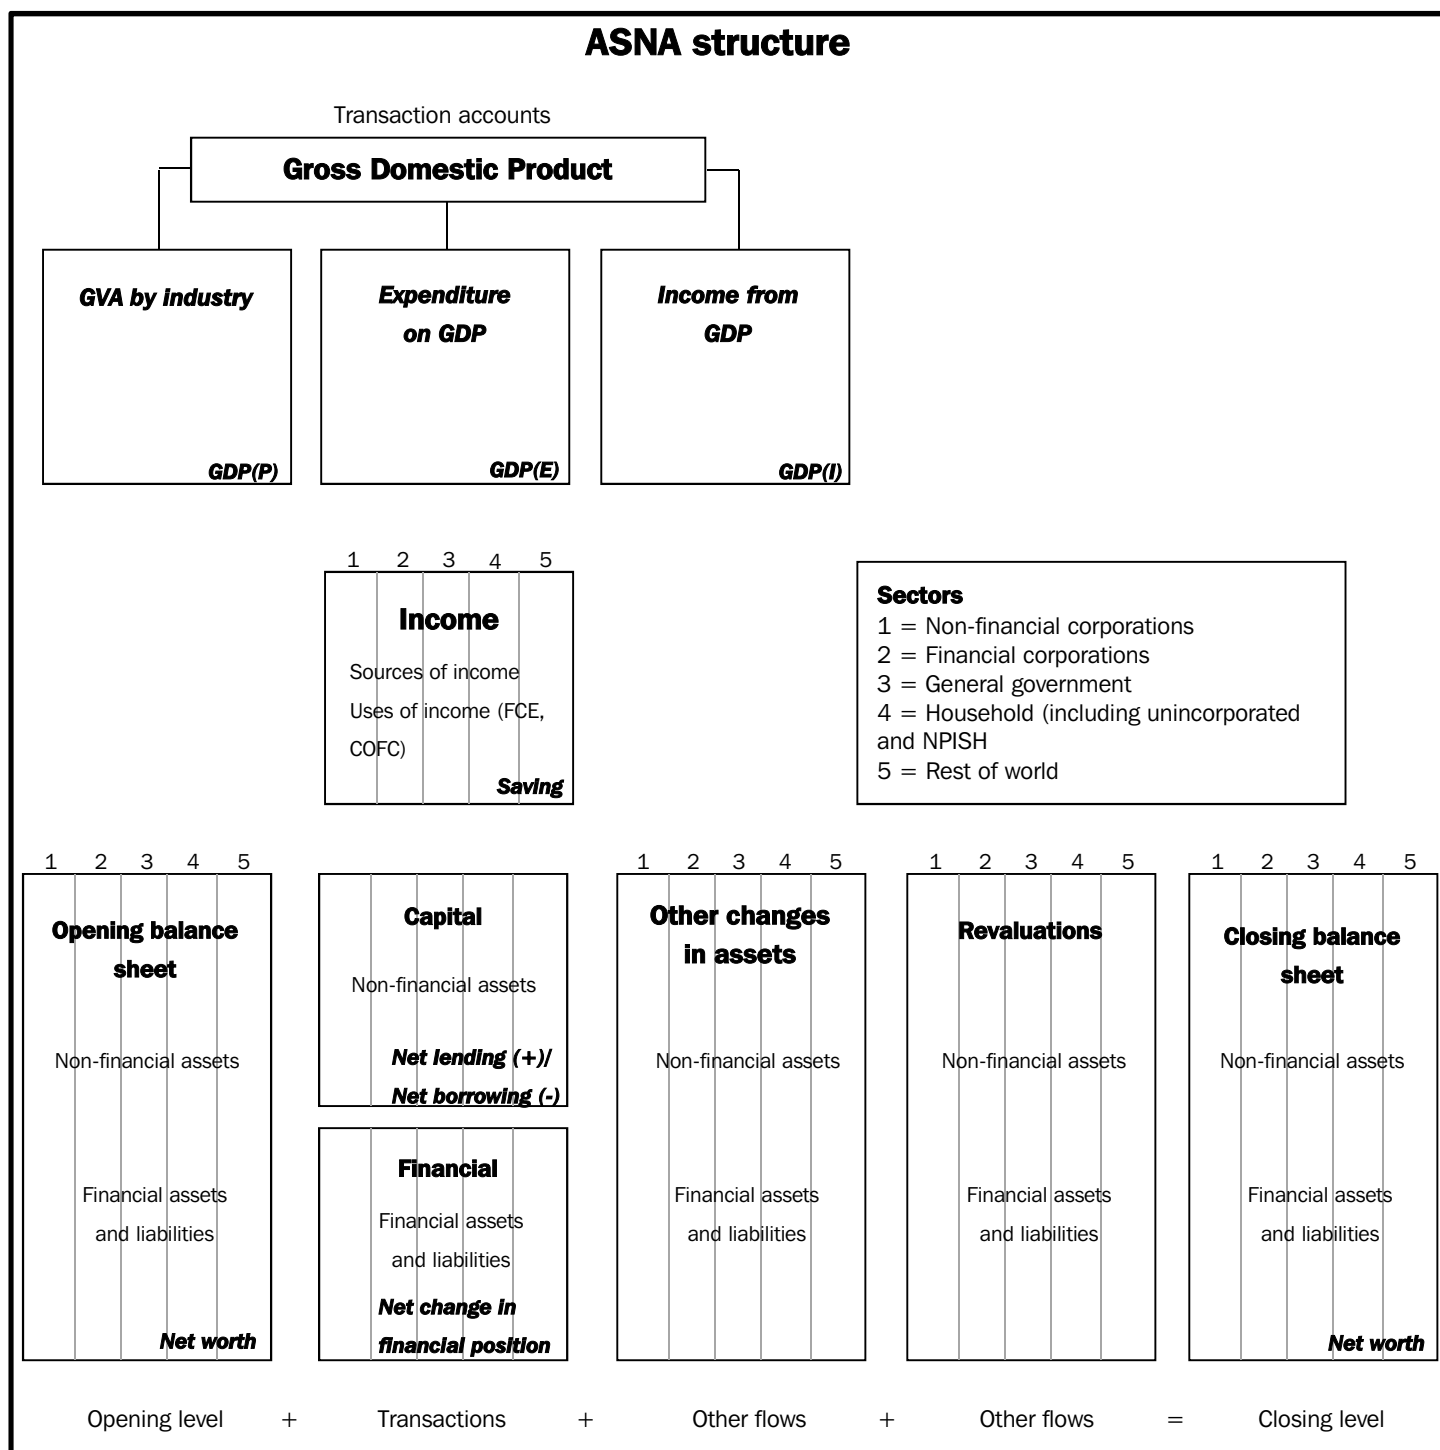 ASNA structure
Transaction accounts
Gross Domestic Product
GVA by industry
GDP(P)
Expenditure
on GDP
GDP(E)
Income from
GDP
GDP(I)
1 2 3 4 5
Income
Sources of income
Uses of income (FCE,
COFC)
Saving
Sectors
1 = Non-financial corporations
2 = Financial corporations
3 = General government
4 = Household (including unincorporated
and NPISH
5 = Rest of world
1 2 3 4 5
Opening balance
sheet
Non-financial assets
Financial assets
and liabilities
Net worth
Capital
Non-financial assets
Net lending (+)/
Net borrowing (-)
Financial
Financial assets
and liabilities
Net change in
financial position
1 2 3 4 5
Other changes
in assets
Non-financial assets
Financial assets
and liabilities
1 2 3 4 5
Revaluations
Non-financial assets
Financial assets
and liabilities
1 2 3 4 5
Closing balance
sheet
Non-financial assets
Financial assets
and liabilities
Net worth
Opening level + Transactions + Other flows + Other flows = Closing level